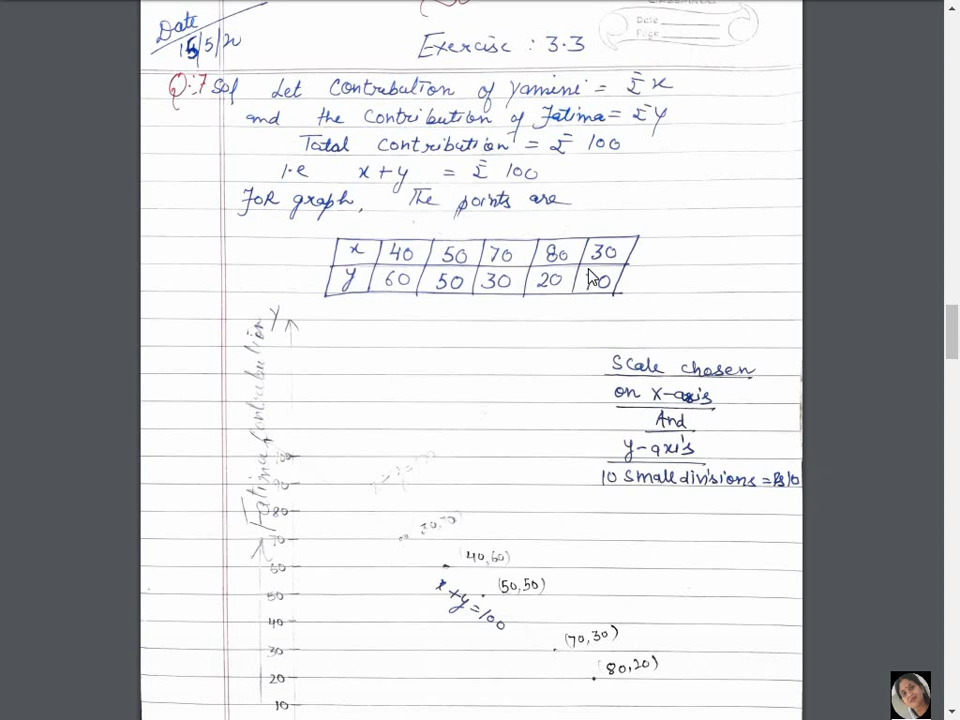 Date
15/5/20
Date
Page
Exercise : 3.3
Q:7 Sol Let Contribution of Yamini = ₹ x
and the contribution of Fatima = ₹ y
Total contribution = ₹ 100
i.e x + y = ₹ 100
For graph, The points are
x 40 50 70 80 30
y 60 50 30 20 70
Y
Fatima contribution
Scale chosen
on x-axis
And
y-axis
10 Small divisions = Rs 10
100
90
80
70
60
50
40
30
20
10
(30,70)
(40,60)
(50,50)
x+y=100
(70,30)
(80,20)